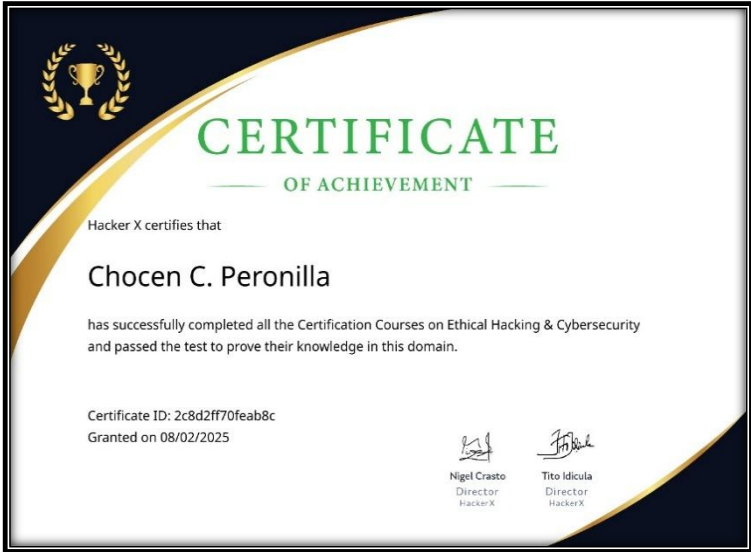 CERTIFICATE
OF ACHIEVEMENT
Hacker X certifies that
Chocen C. Peronilla
has successfully completed all the Certification Courses on Ethical Hacking & Cybersecurity
and passed the test to prove their knowledge in this domain.
Certificate ID: 2c8d2ff70feab8c
Granted on 08/02/2025
Nigel Crasto
Director
HackerX
Tito Idicula
Director
HackerX